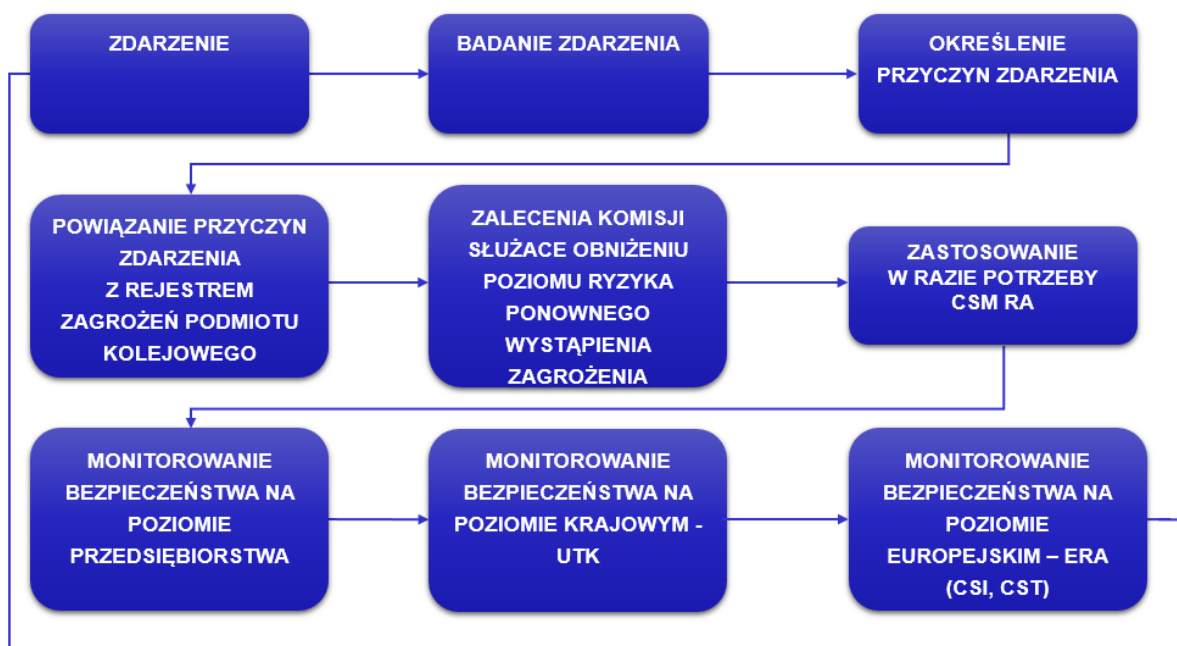 ZDARZENIE
BADANIE ZDARZENIA
OKREŚLENIE
PRZYCZYN ZDARZENIA
POWIĄZANIE PRZYCZYN
ZDARZENIA
Z REJESTREM
ZAGROŻEŃ PODMIOTU
KOLEJOWEGO
ZALECENIA KOMISJI
SŁUŻACE OBNIŻENIU
POZIOMU RYZYKA
PONOWNEGO
WYSTĄPIENIA
ZAGROŻENIA
ZASTOSOWANIE
W RAZIE POTRZEBY
CSM RA
MONITOROWANIE
BEZPIECZEŃSTWA NA
POZIOMIE
PRZEDSIĘBIORSTWA
MONITOROWANIE
BEZPIECZEŃSTWA NA
POZIOMIE KRAJOWYM -
UTK
MONITOROWANIE
BEZPIECZEŃSTWA NA
POZIOMIE
EUROPEJSKIM – ERA
(CSI, CST)